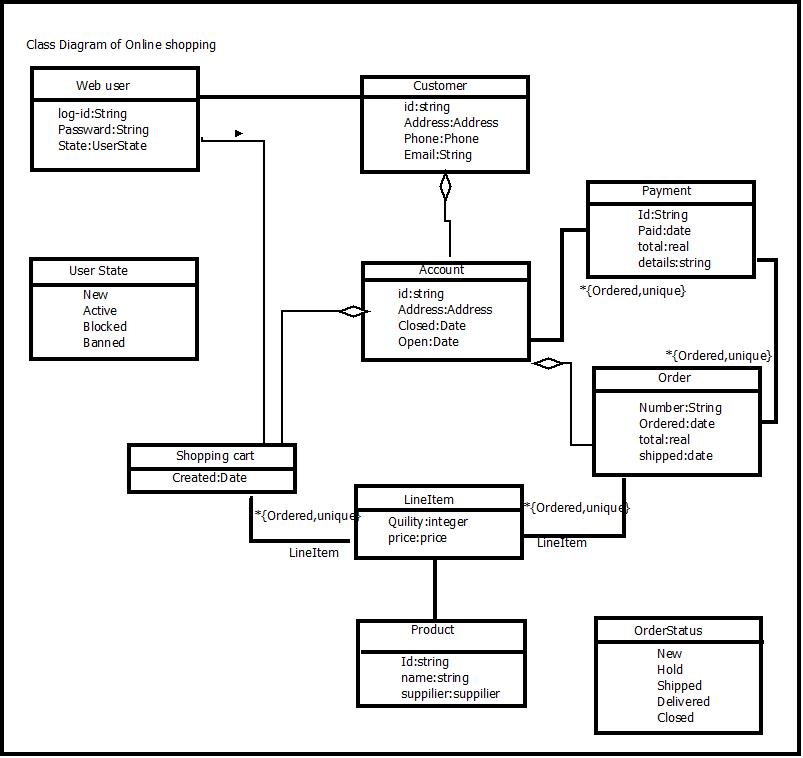 Class Diagram of Online shopping
Web user
log-id:String
Passward:String
State:UserState
Customer
id:string
Address:Address
Phone:Phone
Email:String
Payment
Id:String
Paid:date
total:real
details:string
*{Ordered,unique}
User State
New
Active
Blocked
Banned
Account
id:string
Address:Address
Closed:Date
Open:Date
*{Ordered,unique}
Order
Number:String
Ordered:date
total:real
shipped:date
Shopping cart
Created:Date
*{Ordered,unique}
LineItem
LineItem
Quility:integer
price:price
*{Ordered,unique}
LineItem
Product
Id:string
name:string
suppilier:suppilier
OrderStatus
New
Hold
Shipped
Delivered
Closed